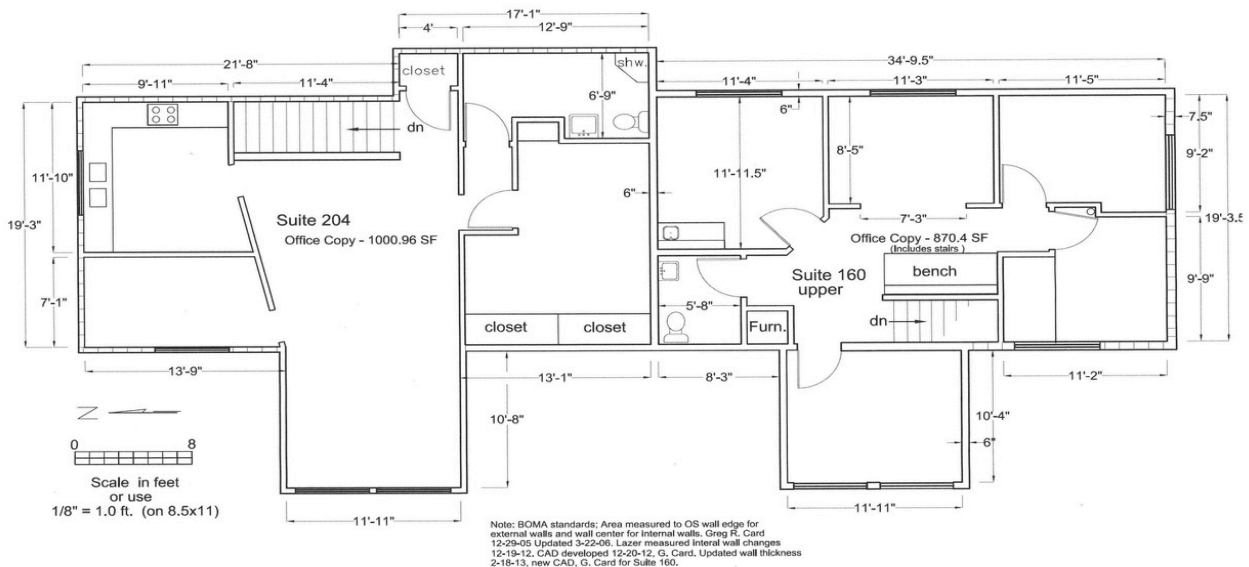 17'-1"
4'
12'-9"
21'-8"
34'-9.5"
9'-11"
11'-4"
11'-4"
11'-3"
11'-5"
closet
shw.
6'-9"
6"
7.5"
dn
8'-5"
9'-2"
11'-10"
11'-11.5"
19'-3"
6"
19'-3.5
Suite 204
Office Copy - 1000.96 SF
7'-3"
Office Copy - 870.4 SF
(Includes stairs )
Suite 160
upper
bench
9'-9"
7'-1"
5'-8"
dn
closet
closet
Furn.
13'-9"
13'-1"
8'-3"
11'-2"
10'-8"
10'-4"
6"
N
0 8
Scale in feet
or use
1/8" = 1.0 ft. (on 8.5x11)
11'-11"
11'-11"
Note: BOMA standards; Area measured to OS wall edge for
external walls and wall center for internal walls. Greg R. Card
12-29-05 Updated 3-22-06. Lazer measured interal wall changes
12-19-12. CAD developed 12-20-12, G. Card. Updated wall thickness
2-18-13, new CAD, G. Card for Suite 160.